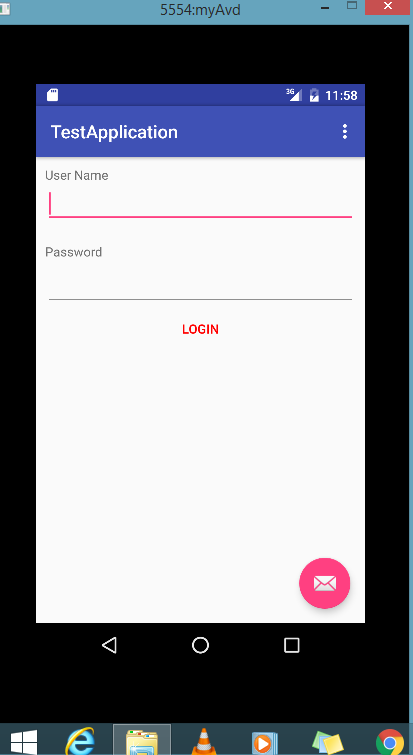 5554:myAvd
3G 11:58
TestApplication
User Name
Password
LOGIN